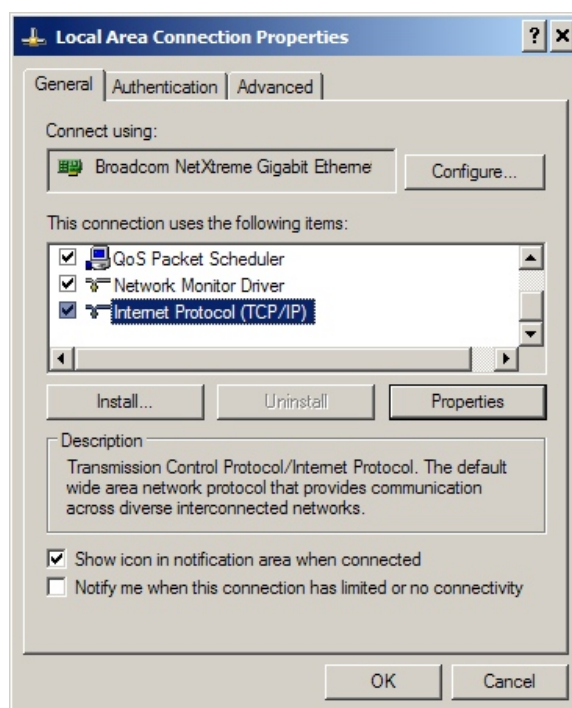 Local Area Connection Properties
General Authentication Advanced
Connect using:
Broadcom NetXtreme Gigabit Etherne
Configure...
This connection uses the following items:
QoS Packet Scheduler
Network Monitor Driver
Internet Protocol (TCP/IP)
Install... Uninstall Properties
Description
Transmission Control Protocol/Internet Protocol. The default
wide area network protocol that provides communication
across diverse interconnected networks.
Show icon in notification area when connected
Notify me when this connection has limited or no connectivity
OK Cancel